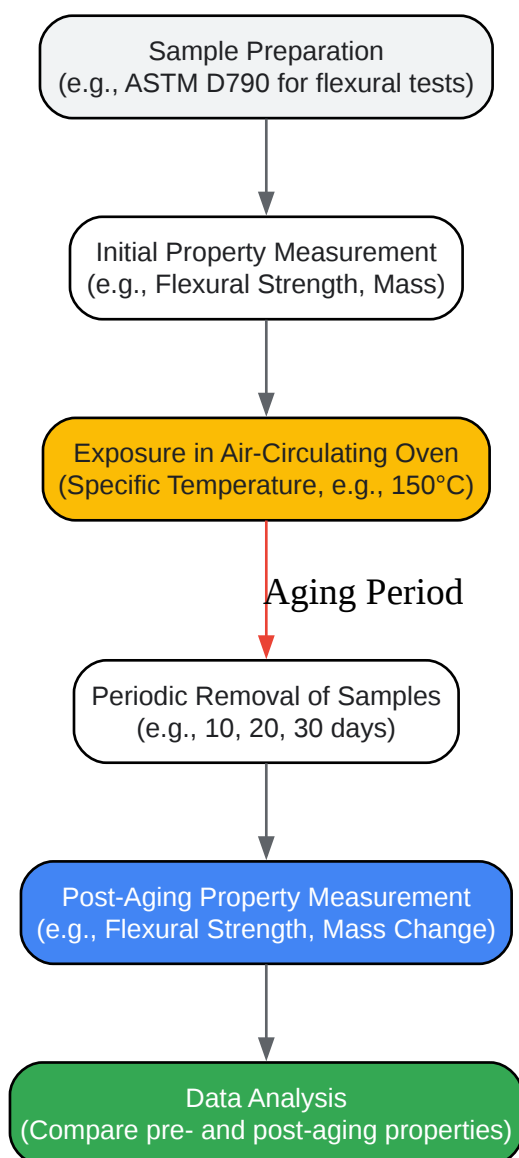 Sample Preparation
(e.g., ASTM D790 for flexural tests)
Initial Property Measurement
(e.g., Flexural Strength, Mass)
Exposure in Air-Circulating Oven
(Specific Temperature, e.g., 150°C)
Aging Period
Periodic Removal of Samples
(e.g., 10, 20, 30 days)
Post-Aging Property Measurement
(e.g., Flexural Strength, Mass Change)
Data Analysis
(Compare pre- and post-aging properties)